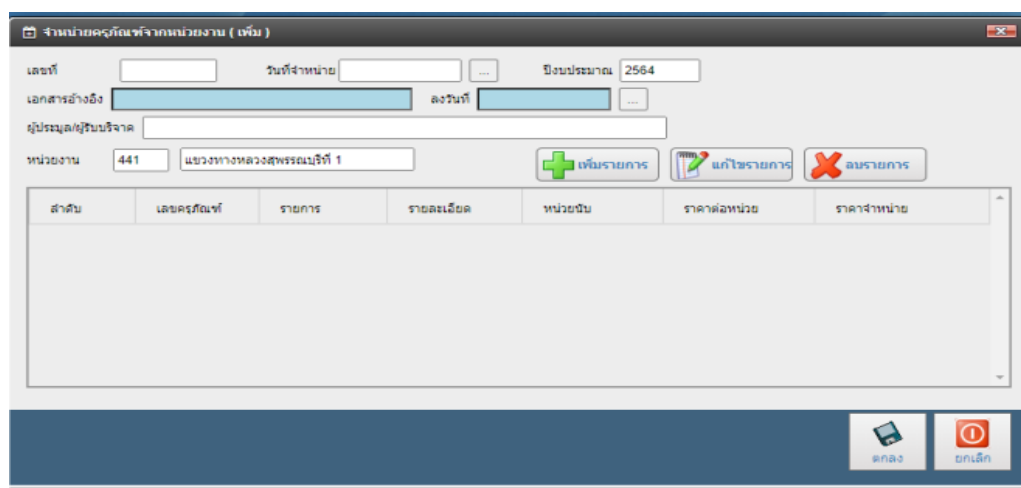 จำหน่ายครุภัณฑ์จากหน่วยงาน ( เพิ่ม )
เลขที่ วันที่จำหน่าย ... ปีงบประมาณ 2564
เอกสารอ้างอิง ลงวันที่ ...
ผู้ประมูล/ผู้รับบริจาค
หน่วยงาน 441 แขวงทางหลวงสุพรรณบุรีที่ 1 เพิ่มรายการ แก้ไขรายการ ลบรายการ
ลำดับ เลขครุภัณฑ์ รายการ รายละเอียด หน่วยนับ ราคาต่อหน่วย ราคาจำหน่าย
ตกลง ยกเลิก